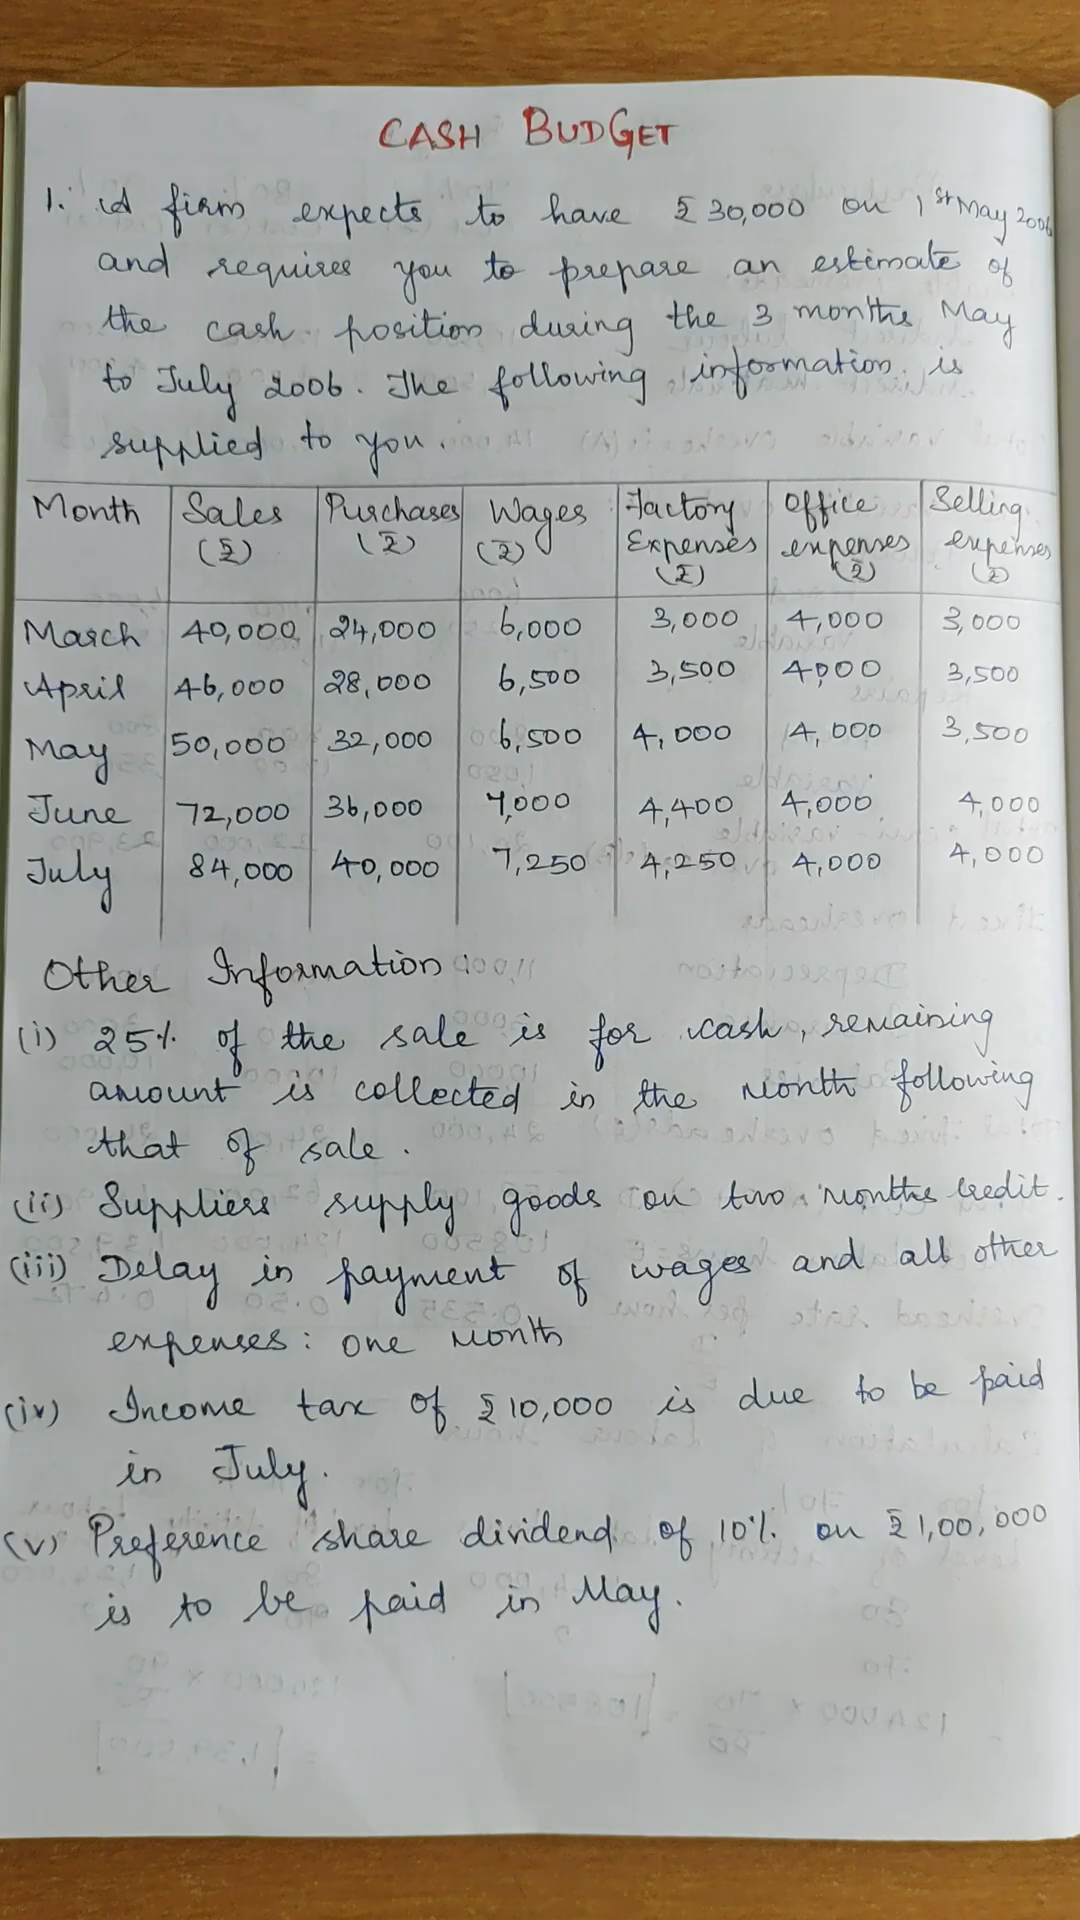 CASH BUDGET
1. A firm expects to have ₹ 30,000 on 1st May 2006
and requires you to prepare an estimate of
the cash position during the 3 months May
to July 2006. The following information is
supplied to you.
Month Sales (₹) Purchases (₹) Wages (₹) Factory Expenses (₹) Office expenses (₹) Selling expenses (₹)
March 40,000 24,000 6,000 3,000 4,000 3,000
April 46,000 28,000 6,500 3,500 4,000 3,500
May 50,000 32,000 6,500 4,000 4,000 3,500
June 72,000 36,000 7,000 4,400 4,000 4,000
July 84,000 40,000 7,250 4,250 4,000 4,000
Other Information :
(i) 25% of the sale is for cash, remaining
amount is collected in the month following
that of sale.
(ii) Suppliers supply goods on two months credit.
(iii) Delay in payment of wages and all other
expenses : one month
(iv) Income tax of ₹ 10,000 is due to be paid
in July.
(v) Preference share dividend of 10% on ₹ 1,00,000
is to be paid in May.